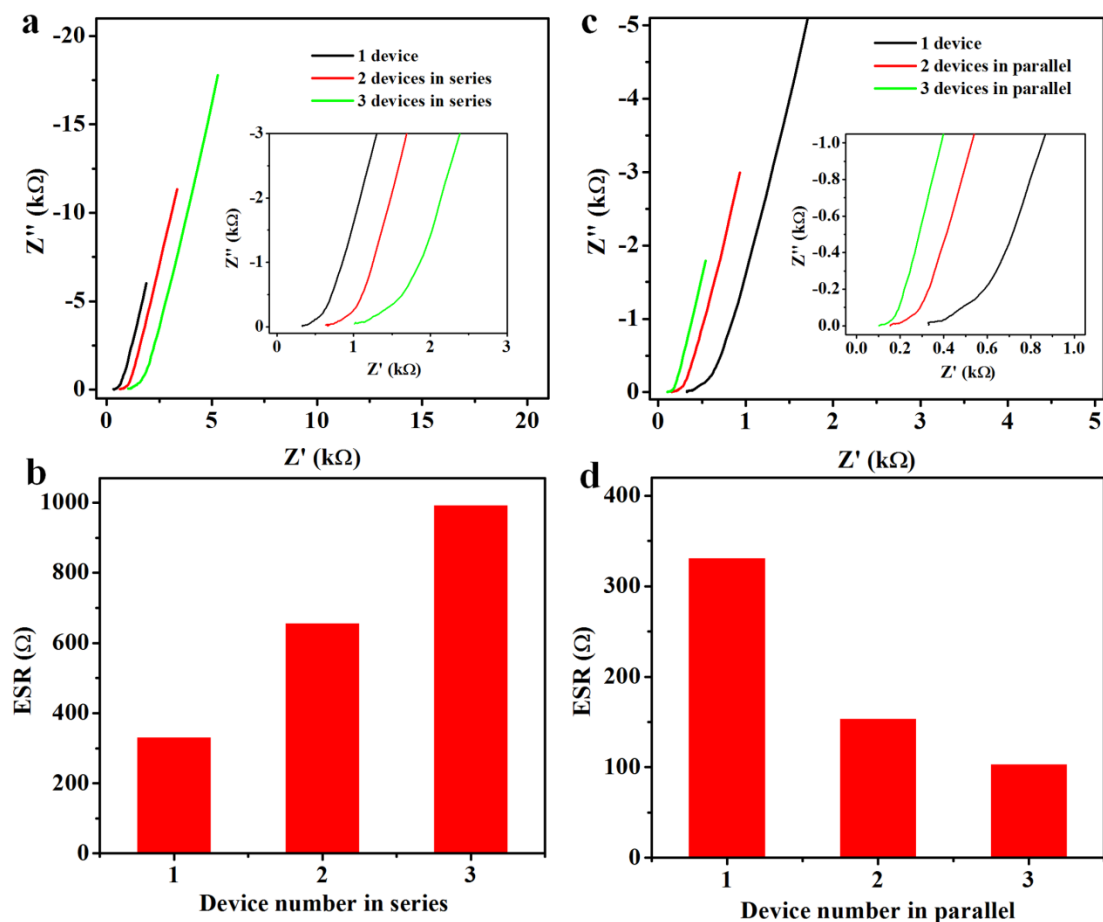 a
-20
-15
-10
-5
0
Z'' (kΩ)
1 device
2 devices in series
3 devices in series
-3
-2
-1
0
Z'' (kΩ)
0 1 2 3
Z' (kΩ)
0 5 10 15 20
Z' (kΩ)
c
-5
-4
-3
-2
-1
0
Z'' (kΩ)
1 device
2 devices in parallel
3 devices in parallel
-1.0
-0.8
-0.6
-0.4
-0.2
0.0
Z'' (kΩ)
0.0 0.2 0.4 0.6 0.8 1.0
Z' (kΩ)
0 1 2 3 4 5
Z' (kΩ)
b
1000
800
600
400
200
0
ESR (Ω)
1 2 3
Device number in series
d
400
300
200
100
0
ESR (Ω)
1 2 3
Device number in parallel